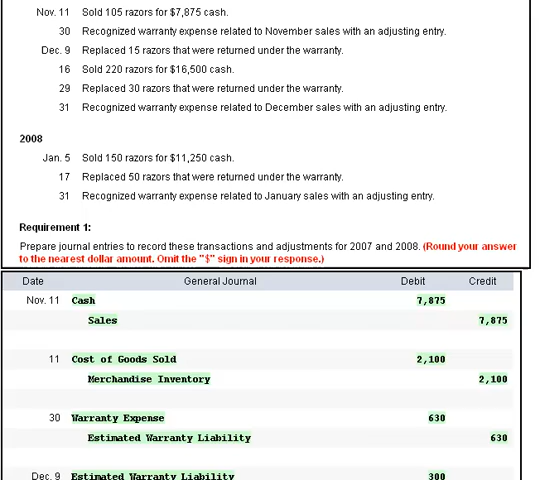 Nov. 11 Sold 105 razors for $7,875 cash.
30 Recognized warranty expense related to November sales with an adjusting entry.
Dec. 9 Replaced 15 razors that were returned under the warranty.
16 Sold 220 razors for $16,500 cash.
29 Replaced 30 razors that were returned under the warranty.
31 Recognized warranty expense related to December sales with an adjusting entry.
2008
Jan. 5 Sold 150 razors for $11,250 cash.
17 Replaced 50 razors that were returned under the warranty.
31 Recognized warranty expense related to January sales with an adjusting entry.
Requirement 1:
Prepare journal entries to record these transactions and adjustments for 2007 and 2008. (Round your answer
to the nearest dollar amount. Omit the "$" sign in your response.)
Date General Journal Debit Credit
Nov. 11 Cash 7,875
Sales 7,875
11 Cost of Goods Sold 2,100
Merchandise Inventory 2,100
30 Warranty Expense 630
Estimated Warranty Liability 630
Dec. 9 Estimated Warranty Liability 300